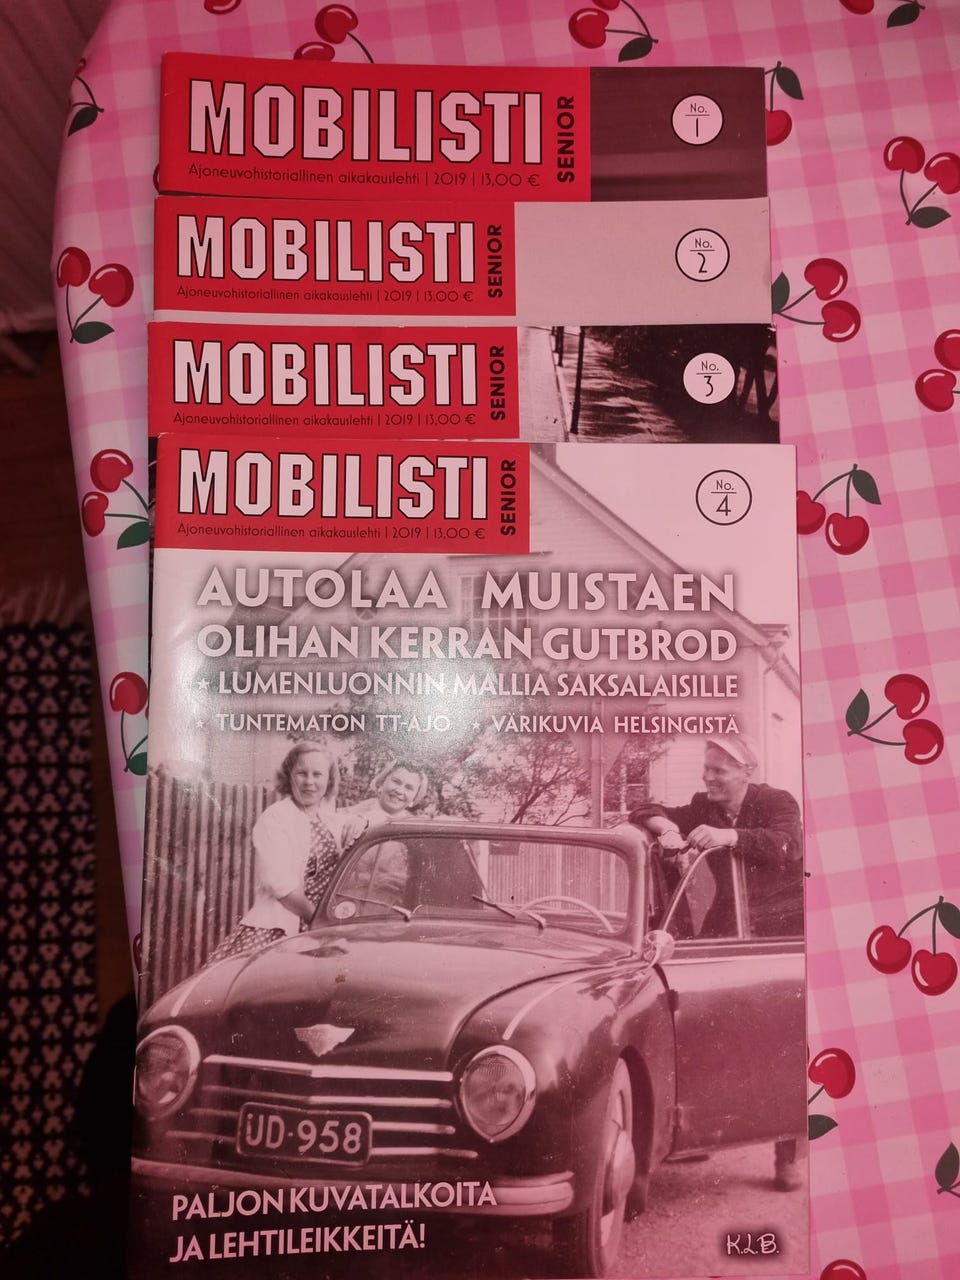 MOBILISTI SENIOR
Ajoneuvohistoriallinen aikakauslehti | 2019 | 13,00 €
No. 1
MOBILISTI SENIOR
Ajoneuvohistoriallinen aikakauslehti | 2019 | 13,00 €
No. 2
MOBILISTI SENIOR
Ajoneuvohistoriallinen aikakauslehti | 2019 | 13,00 €
No. 3
MOBILISTI SENIOR
Ajoneuvohistoriallinen aikakauslehti | 2019 | 13,00 €
No. 4
AUTOLAA MUISTAEN
OLIHAN KERRAN GUTBROD
★ LUMENLUONNIN MALLIA SAKSALAISILLE
★ TUNTEMATON TT-AJO ★ VÄRIKUVIA HELSINGISTÄ
UD-958
PALJON KUVATALKOITA
JA LEHTILEIKKEITÄ!
K.L.B.